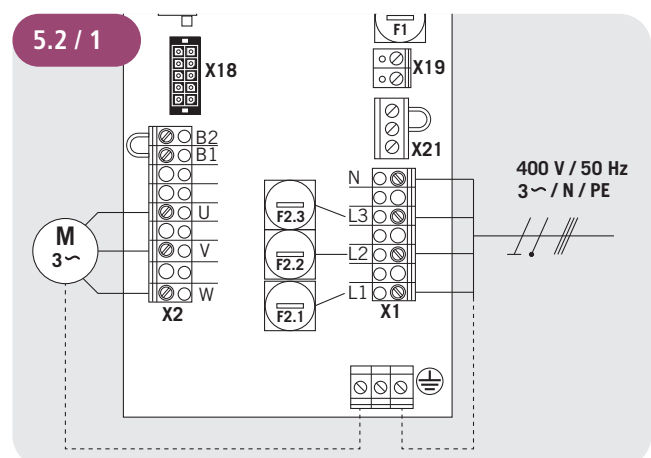 5.2 / 1
F1
X18
X19
X21
B2
B1
U
V
W
X2
M
3~
F2.3
F2.2
F2.1
N
L3
L2
L1
X1
400 V / 50 Hz
3~ / N / PE